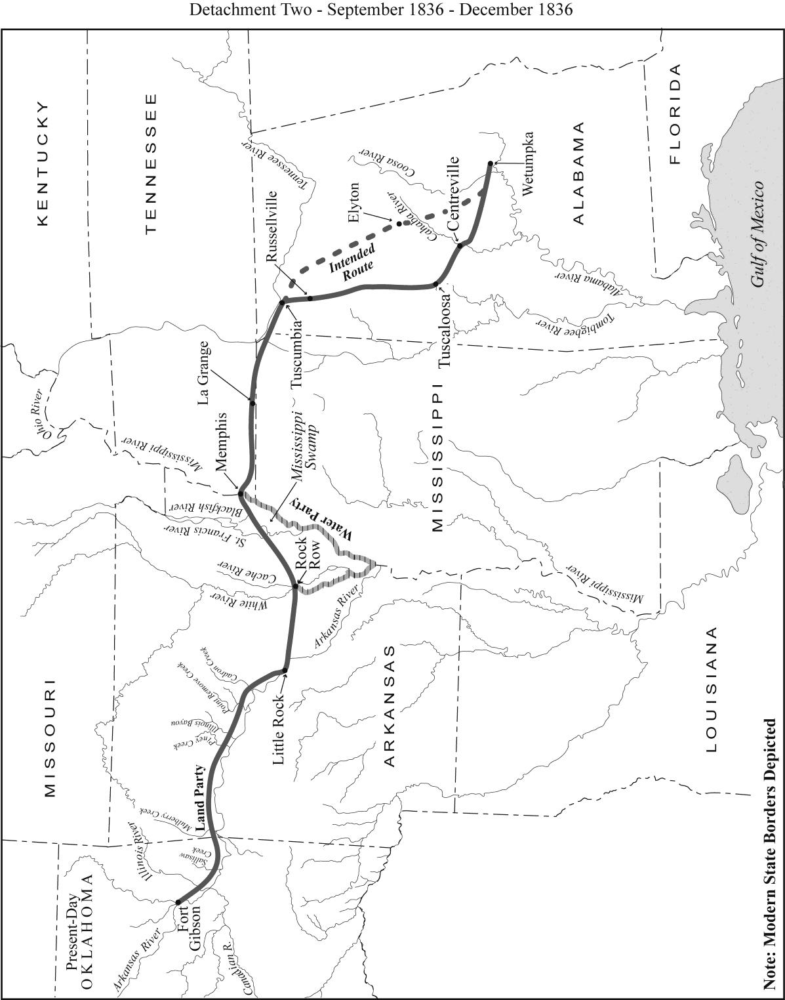 Detachment Two - September 1836 - December 1836
KENTUCKY
TENNESSEE
FLORIDA
ALABAMA
Gulf of Mexico
Tennessee River
Coosa River
Wetumpka
Centreville
Elyton
Cahaba River
Russellville
Intended
Route
Alabama River
Tombigbee River
Tuscaloosa
Tuscumbia
La Grange
Ohio River
Memphis
Mississippi River
Mississippi
Swamp
MISSISSIPPI
Blackfish River
St. Francis River
Water Party
Rock
Row
Cache River
White River
Arkansas River
Mississippi River
Cadron Creek
Point Remove Creek
Illinois Bayou
Piney Creek
Little Rock
ARKANSAS
LOUISIANA
MISSOURI
Land Party
Mulberry Creek
Illinois River
Sallisaw
Creek
Present-Day
OKLAHOMA
Fort
Gibson
Arkansas River
Canadian R.
Note: Modern State Borders Depicted